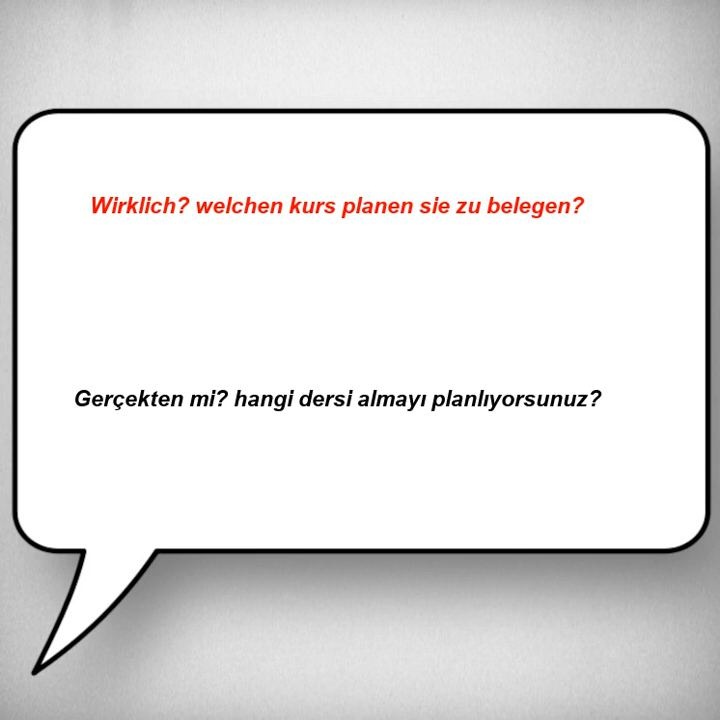 Wirklich? welchen kurs planen sie zu belegen?
Gerçekten mi? hangi dersi almayı planlıyorsunuz?